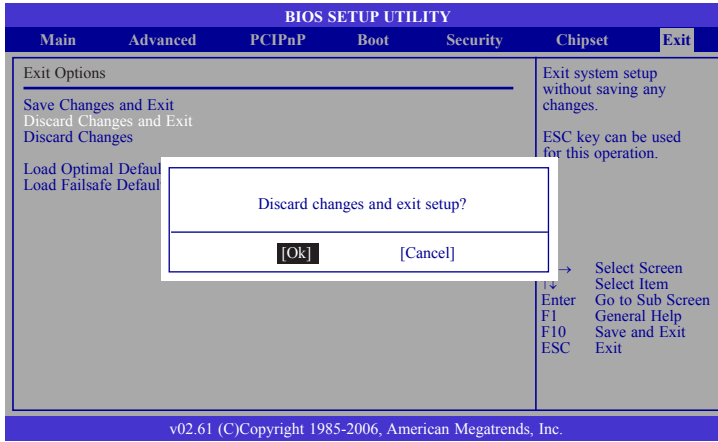 BIOS SETUP UTILITY
Main Advanced PCIPnP Boot Security Chipset Exit
Exit Options
Save Changes and Exit
Discard Changes and Exit
Discard Changes
Load Optimal Defaul
Load Failsafe Defaul
Discard changes and exit setup?
[Ok] [Cancel]
Exit system setup
without saving any
changes.
ESC key can be used
for this operation.
→ Select Screen
↑↓ Select Item
Enter Go to Sub Screen
F1 General Help
F10 Save and Exit
ESC Exit
v02.61 (C)Copyright 1985-2006, American Megatrends, Inc.